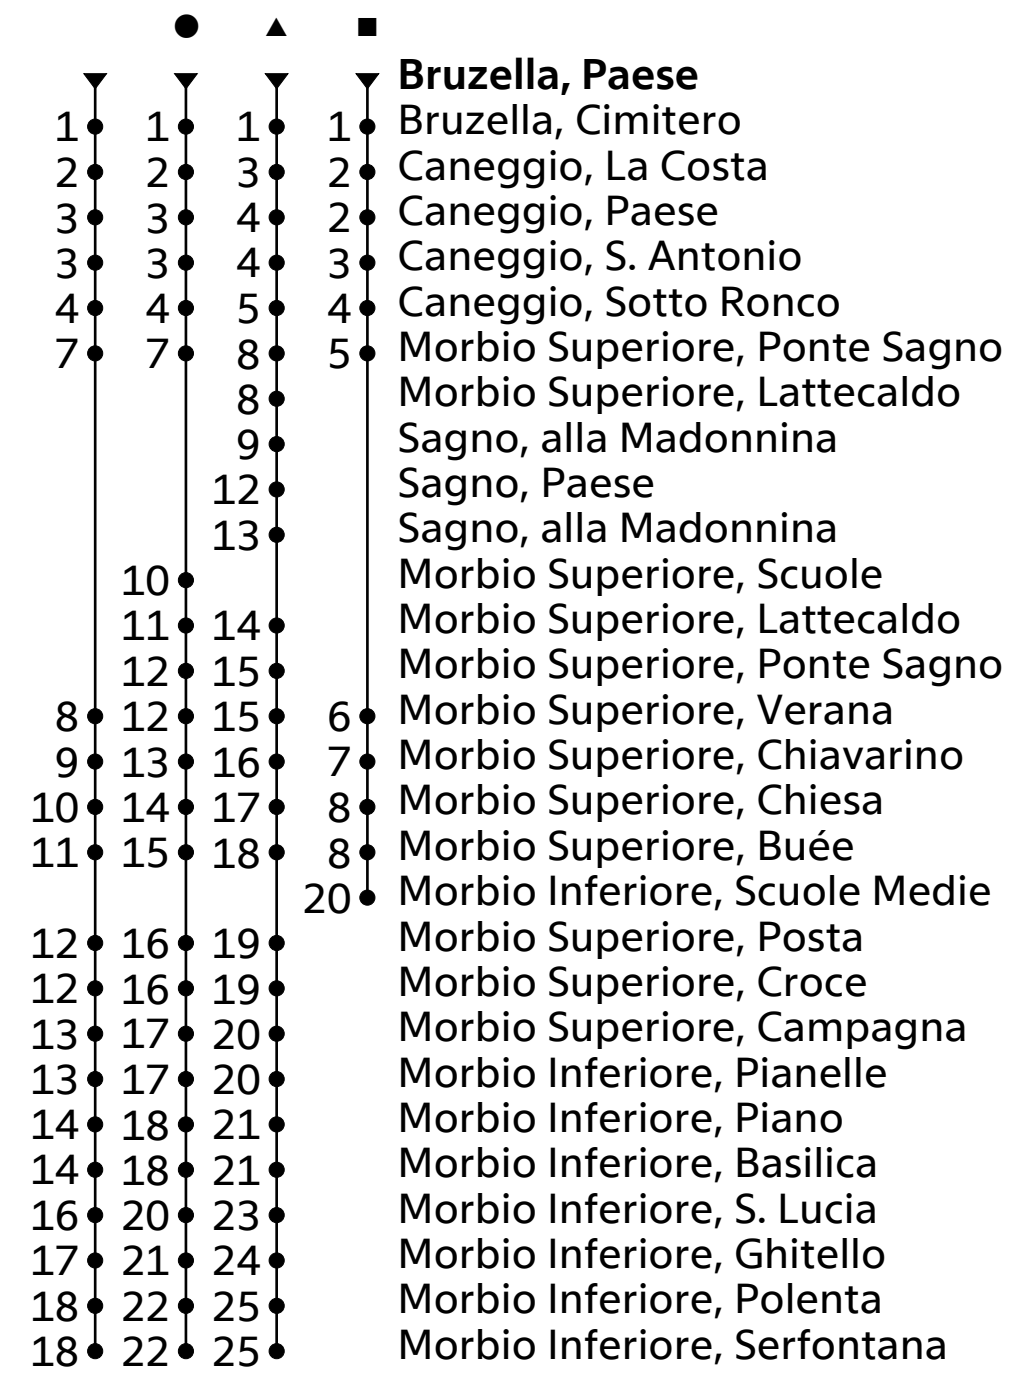 ● ▲ ■
Bruzella, Paese
1 1 1 1 Bruzella, Cimitero
2 2 3 2 Caneggio, La Costa
3 3 4 2 Caneggio, Paese
3 3 4 3 Caneggio, S. Antonio
4 4 5 4 Caneggio, Sotto Ronco
7 7 8 5 Morbio Superiore, Ponte Sagno
8 Morbio Superiore, Lattecaldo
9 Sagno, alla Madonnina
12 Sagno, Paese
13 Sagno, alla Madonnina
10 Morbio Superiore, Scuole
11 14 Morbio Superiore, Lattecaldo
12 15 Morbio Superiore, Ponte Sagno
8 12 15 6 Morbio Superiore, Verana
9 13 16 7 Morbio Superiore, Chiavarino
10 14 17 8 Morbio Superiore, Chiesa
11 15 18 8 Morbio Superiore, Buée
20 Morbio Inferiore, Scuole Medie
12 16 19 Morbio Superiore, Posta
12 16 19 Morbio Superiore, Croce
13 17 20 Morbio Superiore, Campagna
13 17 20 Morbio Inferiore, Pianelle
14 18 21 Morbio Inferiore, Piano
14 18 21 Morbio Inferiore, Basilica
16 20 23 Morbio Inferiore, S. Lucia
17 21 24 Morbio Inferiore, Ghitello
18 22 25 Morbio Inferiore, Polenta
18 22 25 Morbio Inferiore, Serfontana